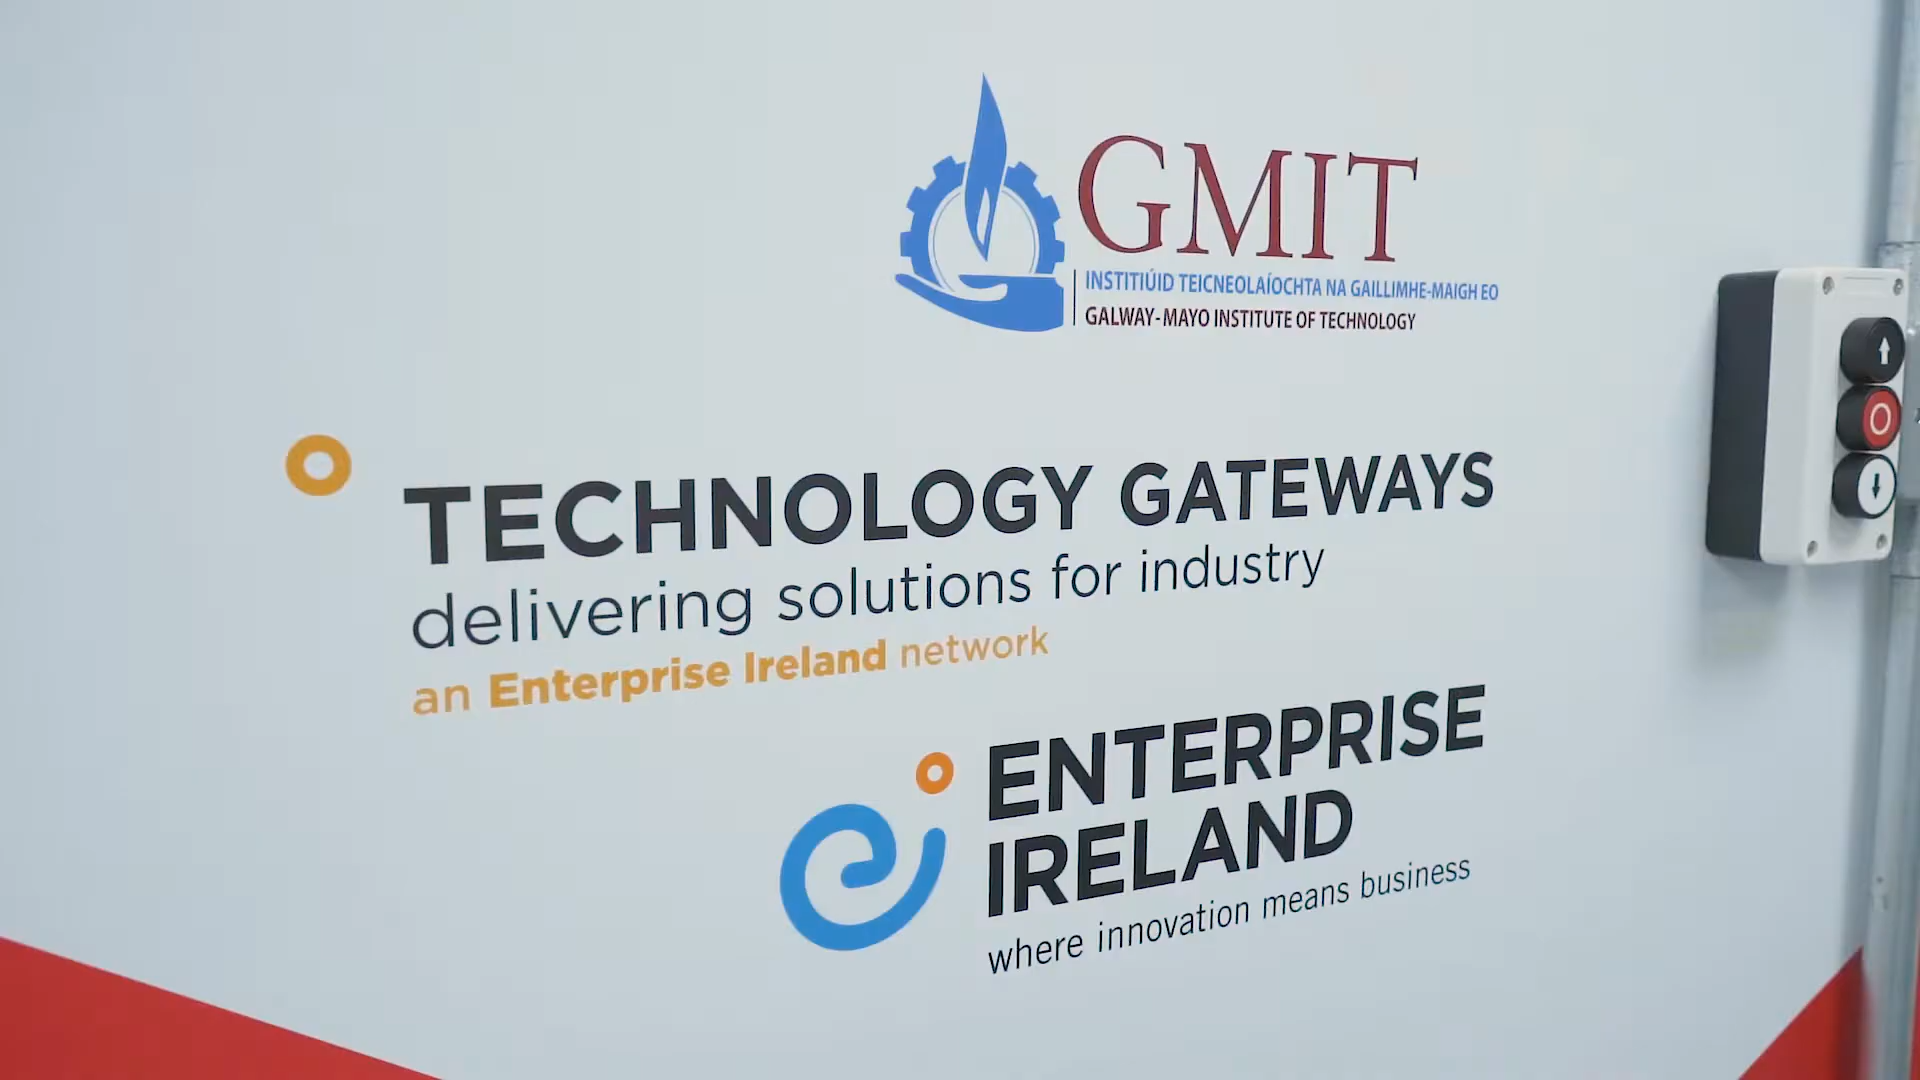 GMIT
INSTITIÚID TEICNEOLAÍOCHTA NA GAILLIMHE-MAIGH EO
GALWAY-MAYO INSTITUTE OF TECHNOLOGY
TECHNOLOGY GATEWAYS
delivering solutions for industry
an Enterprise Ireland network
ENTERPRISE
IRELAND
where innovation means business